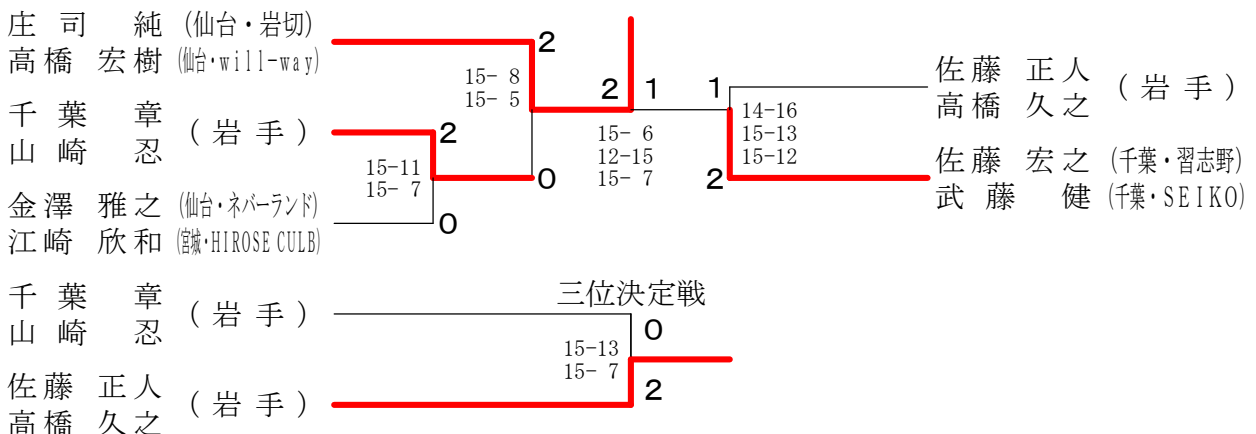 庄司 純 (仙台・岩切)
高橋 宏樹 (仙台・will-way)
千葉 章 (岩手)
山崎 忍
金澤 雅之 (仙台・ネバーランド)
江崎 欣和 (宮城・HIROSE CULB)
2
15- 8
15- 5
2
15-11
15- 7
0
0
2 1
15- 6
12-15
15- 7
1
14-16
15-13
15-12
2
佐藤 正人 (岩手)
高橋 久之
佐藤 宏之 (千葉・習志野)
武藤 健 (千葉・SEIKO)
三位決定戦
千葉 章 (岩手)
山崎 忍
佐藤 正人 (岩手)
高橋 久之
0
15-13
15- 7
2